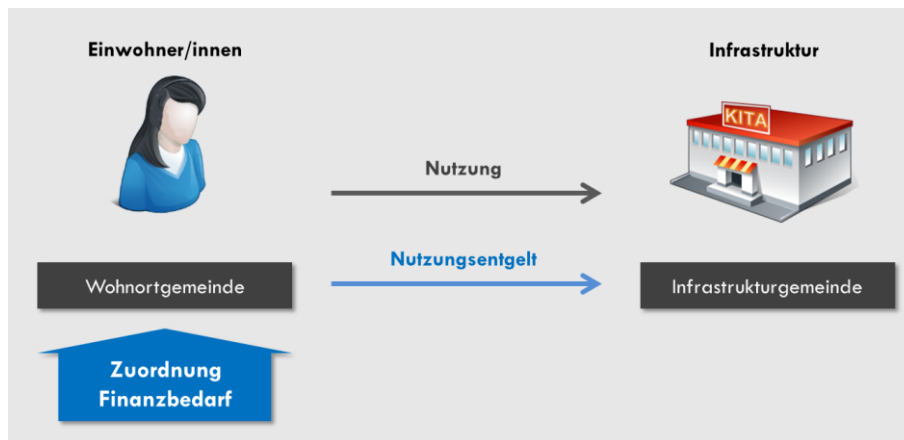 Einwohner/innen
Infrastruktur
KITA
Nutzung
Nutzungsentgelt
Wohnortgemeinde
Infrastrukturgemeinde
Zuordnung
Finanzbedarf